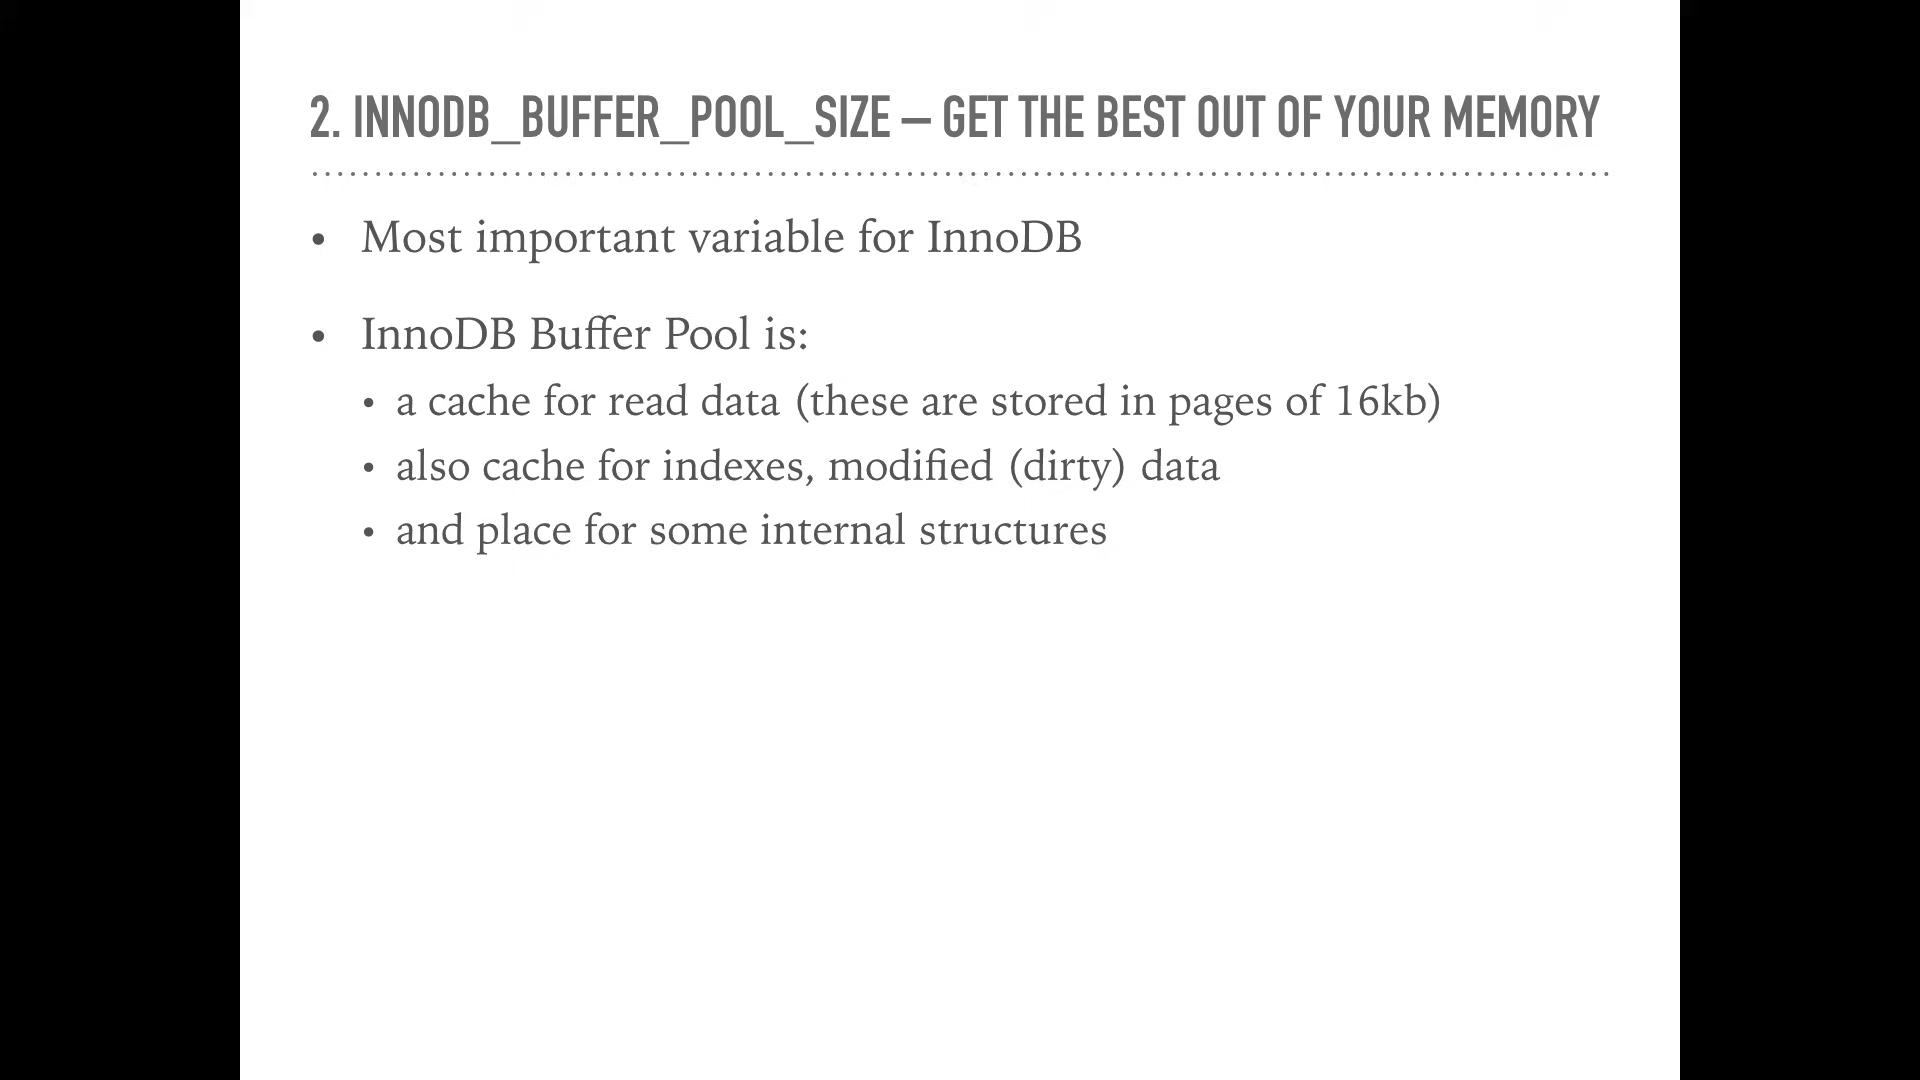 2. INNODB_BUFFER_POOL_SIZE – GET THE BEST OUT OF YOUR MEMORY
• Most important variable for InnoDB
• InnoDB Buffer Pool is:
• a cache for read data (these are stored in pages of 16kb)
• also cache for indexes, modified (dirty) data
• and place for some internal structures